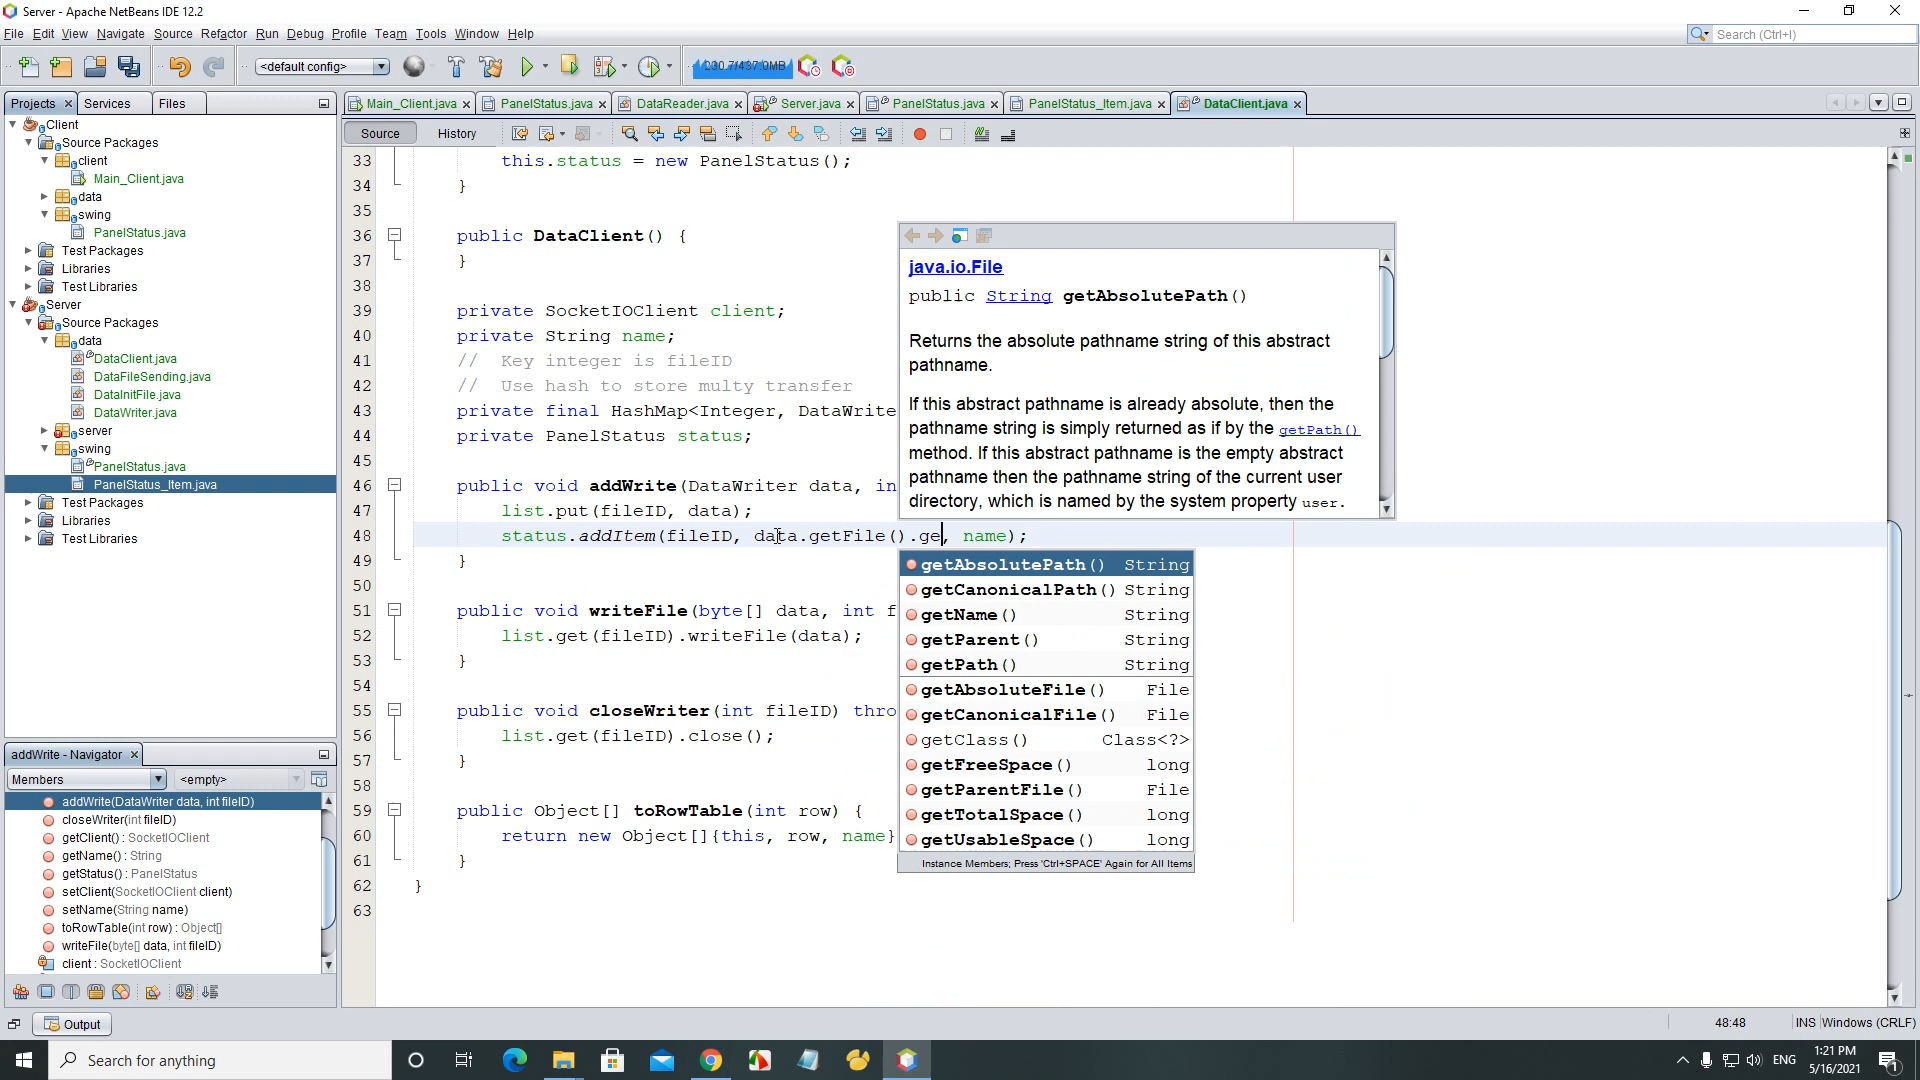 Server - Apache NetBeans IDE 12.2
File Edit View Navigate Source Refactor Run Debug Profile Team Tools Window Help
Search (Ctrl+I)
<default config>
230.7/437.0MB
Projects Services Files
Main_Client.java PanelStatus.java DataReader.java Server.java PanelStatus.java PanelStatus_Item.java DataClient.java
Source History
Client
Source Packages
client
Main_Client.java
data
swing
PanelStatus.java
Test Packages
Libraries
Test Libraries
Server
Source Packages
data
DataClient.java
DataFileSending.java
DataInitFile.java
DataWriter.java
server
swing
PanelStatus.java
PanelStatus_Item.java
Test Packages
Libraries
Test Libraries
33 this.status = new PanelStatus();
34 }
35
36 public DataClient() {
37 }
38
39 private SocketIOClient client;
40 private String name;
41 // Key integer is fileID
42 // Use hash to store multy transfer
43 private final HashMap<Integer, DataWrite
44 private PanelStatus status;
45
46 public void addWrite(DataWriter data, in
47 list.put(fileID, data);
48 status.addItem(fileID, data.getFile().ge, name);
49 }
50
51 public void writeFile(byte[] data, int f
52 list.get(fileID).writeFile(data);
53 }
54
55 public void closeWriter(int fileID) thro
56 list.get(fileID).close();
57 }
58
59 public Object[] toRowTable(int row) {
60 return new Object[]{this, row, name}
61 }
62 }
63
java.io.File
public String getAbsolutePath()
Returns the absolute pathname string of this abstract
pathname.
If this abstract pathname is already absolute, then the
pathname string is simply returned as if by the getPath()
method. If this abstract pathname is the empty abstract
pathname then the pathname string of the current user
directory, which is named by the system property user.
getAbsolutePath() String
getCanonicalPath() String
getName() String
getParent() String
getPath() String
getAbsoluteFile() File
getCanonicalFile() File
getClass() Class<?>
getFreeSpace() long
getParentFile() File
getTotalSpace() long
getUsableSpace() long
Instance Members; Press 'Ctrl+SPACE' Again for All Items
addWrite - Navigator
Members <empty>
addWrite(DataWriter data, int fileID)
closeWriter(int fileID)
getClient() : SocketIOClient
getName() : String
getStatus() : PanelStatus
setClient(SocketIOClient client)
setName(String name)
toRowTable(int row) : Object[]
writeFile(byte[] data, int fileID)
client : SocketIOClient
Output
48:48 INS Windows (CRLF)
Search for anything
ENG
1:21 PM
5/16/2021
1